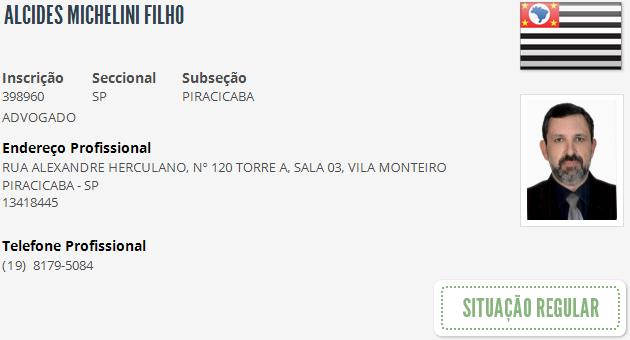 ALCIDES MICHELINI FILHO
Inscrição Seccional Subseção
398960 SP PIRACICABA
ADVOGADO
Endereço Profissional
RUA ALEXANDRE HERCULANO, Nº 120 TORRE A, SALA 03, VILA MONTEIRO
PIRACICABA - SP
13418445
Telefone Profissional
(19) 8179-5084
SITUAÇÃO REGULAR